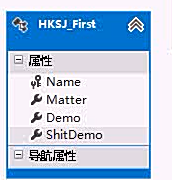 HKSJ_First
属性
Name
Matter
Demo
ShitDemo
导航属性